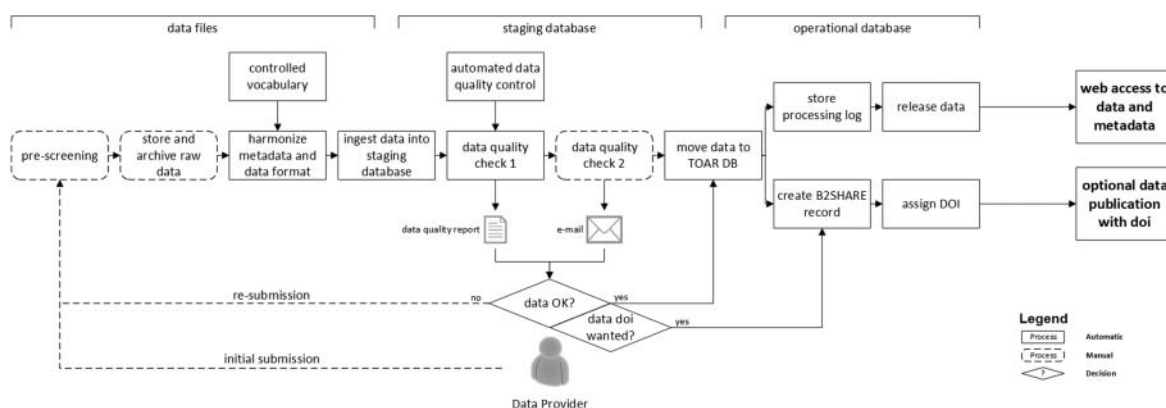 data files
staging database
operational database
controlled
vocabulary
automated data
quality control
store
processing log
release data
web access to
data and
metadata
pre-screening
store and
archive raw
data
harmonize
metadata and
data format
ingest data into
staging
database
data quality
check 1
data quality
check 2
move data to
TOAR DB
create B2SHARE
record
assign DOI
optional data
publication
with doi
data quality report
e-mail
re-submission
no
data OK?
yes
data doi
wanted?
yes
initial submission
Data Provider
Legend
Process
Automatic
Process
Manual
?
Decision